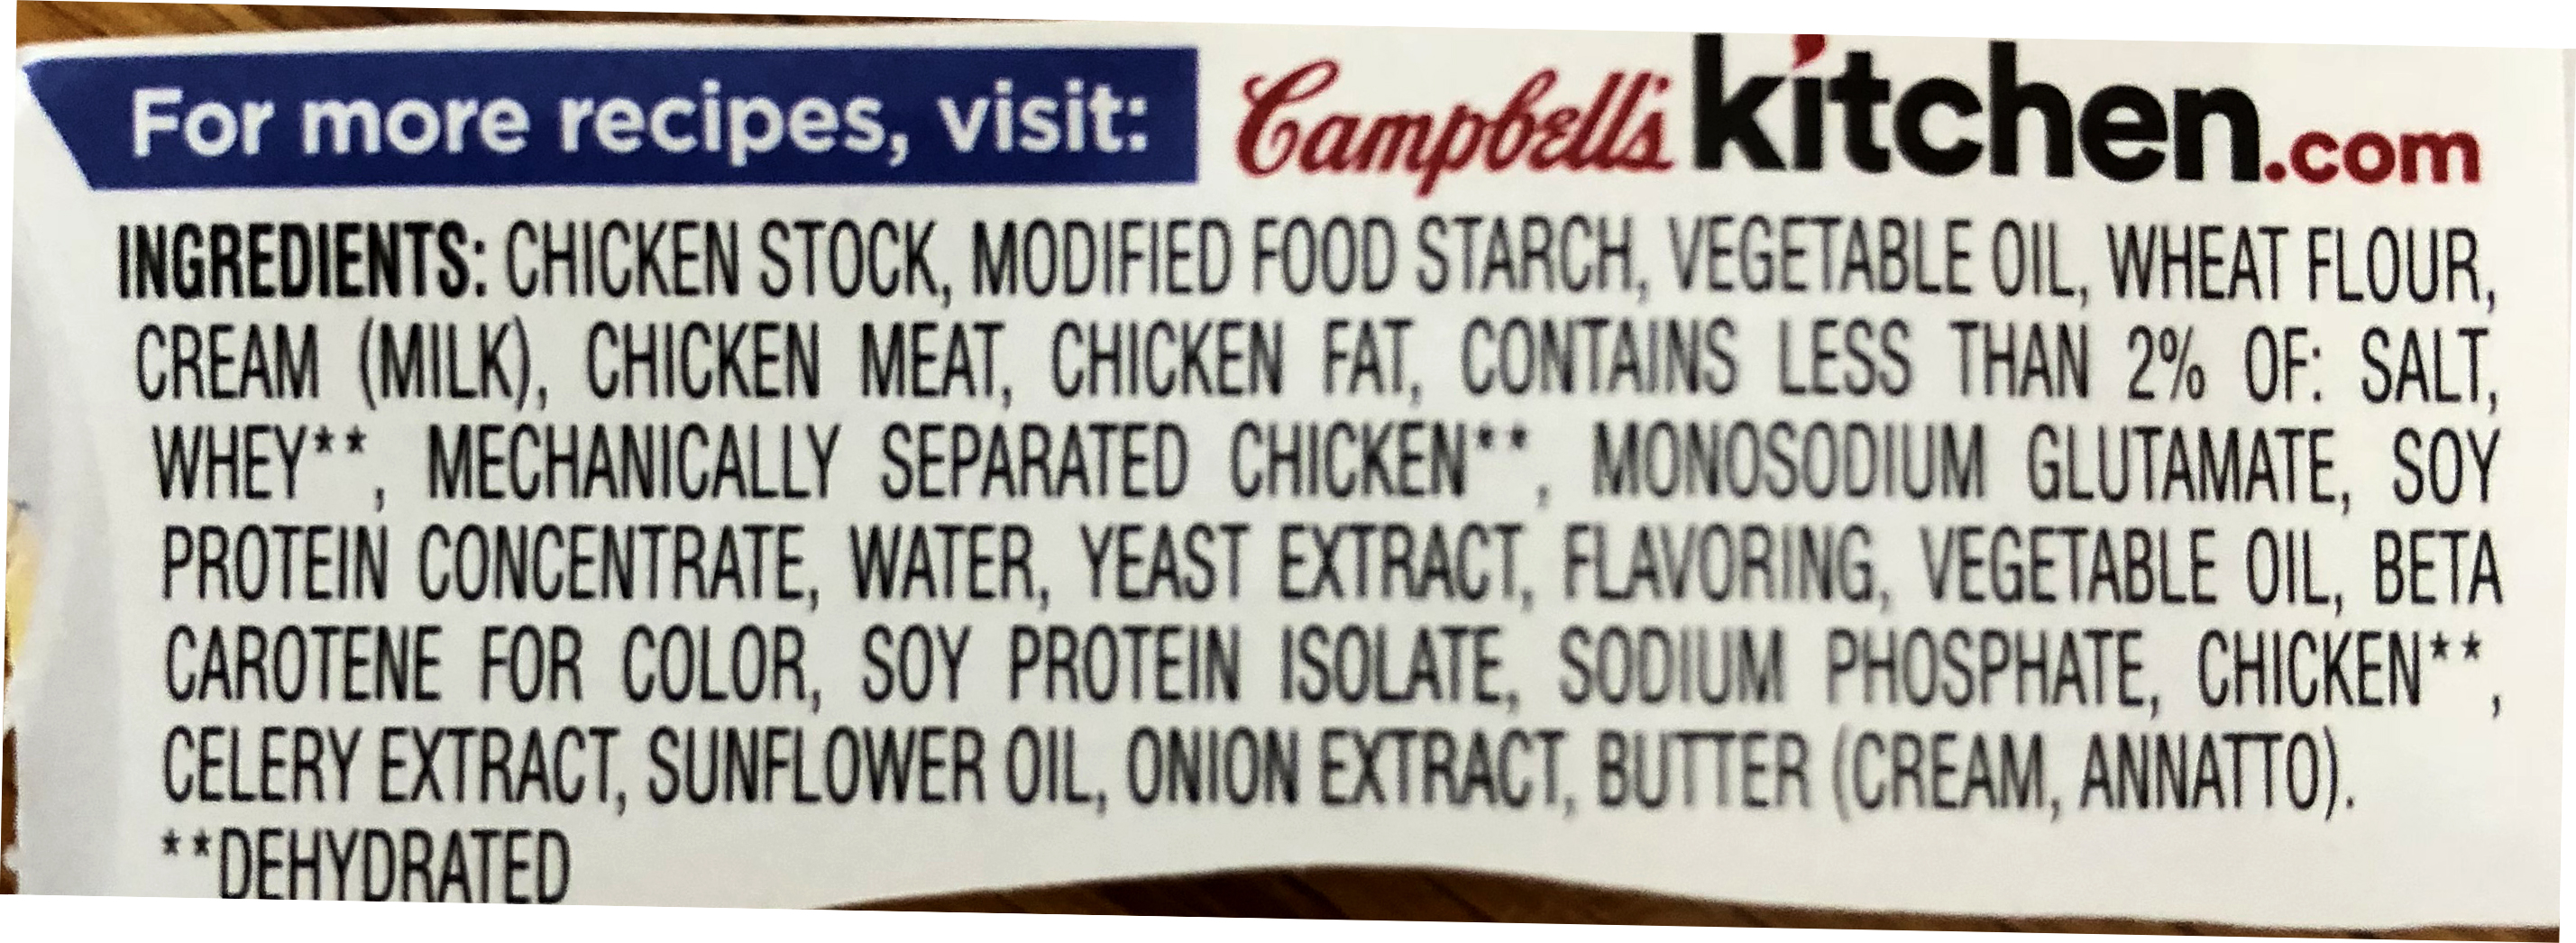 For more recipes, visit: Campbell's kitchen.com
INGREDIENTS: CHICKEN STOCK, MODIFIED FOOD STARCH, VEGETABLE OIL, WHEAT FLOUR,
CREAM (MILK), CHICKEN MEAT, CHICKEN FAT, CONTAINS LESS THAN 2% OF: SALT,
WHEY**, MECHANICALLY SEPARATED CHICKEN**, MONOSODIUM GLUTAMATE, SOY
PROTEIN CONCENTRATE, WATER, YEAST EXTRACT, FLAVORING, VEGETABLE OIL, BETA
CAROTENE FOR COLOR, SOY PROTEIN ISOLATE, SODIUM PHOSPHATE, CHICKEN**,
CELERY EXTRACT, SUNFLOWER OIL, ONION EXTRACT, BUTTER (CREAM, ANNATTO).
**DEHYDRATED